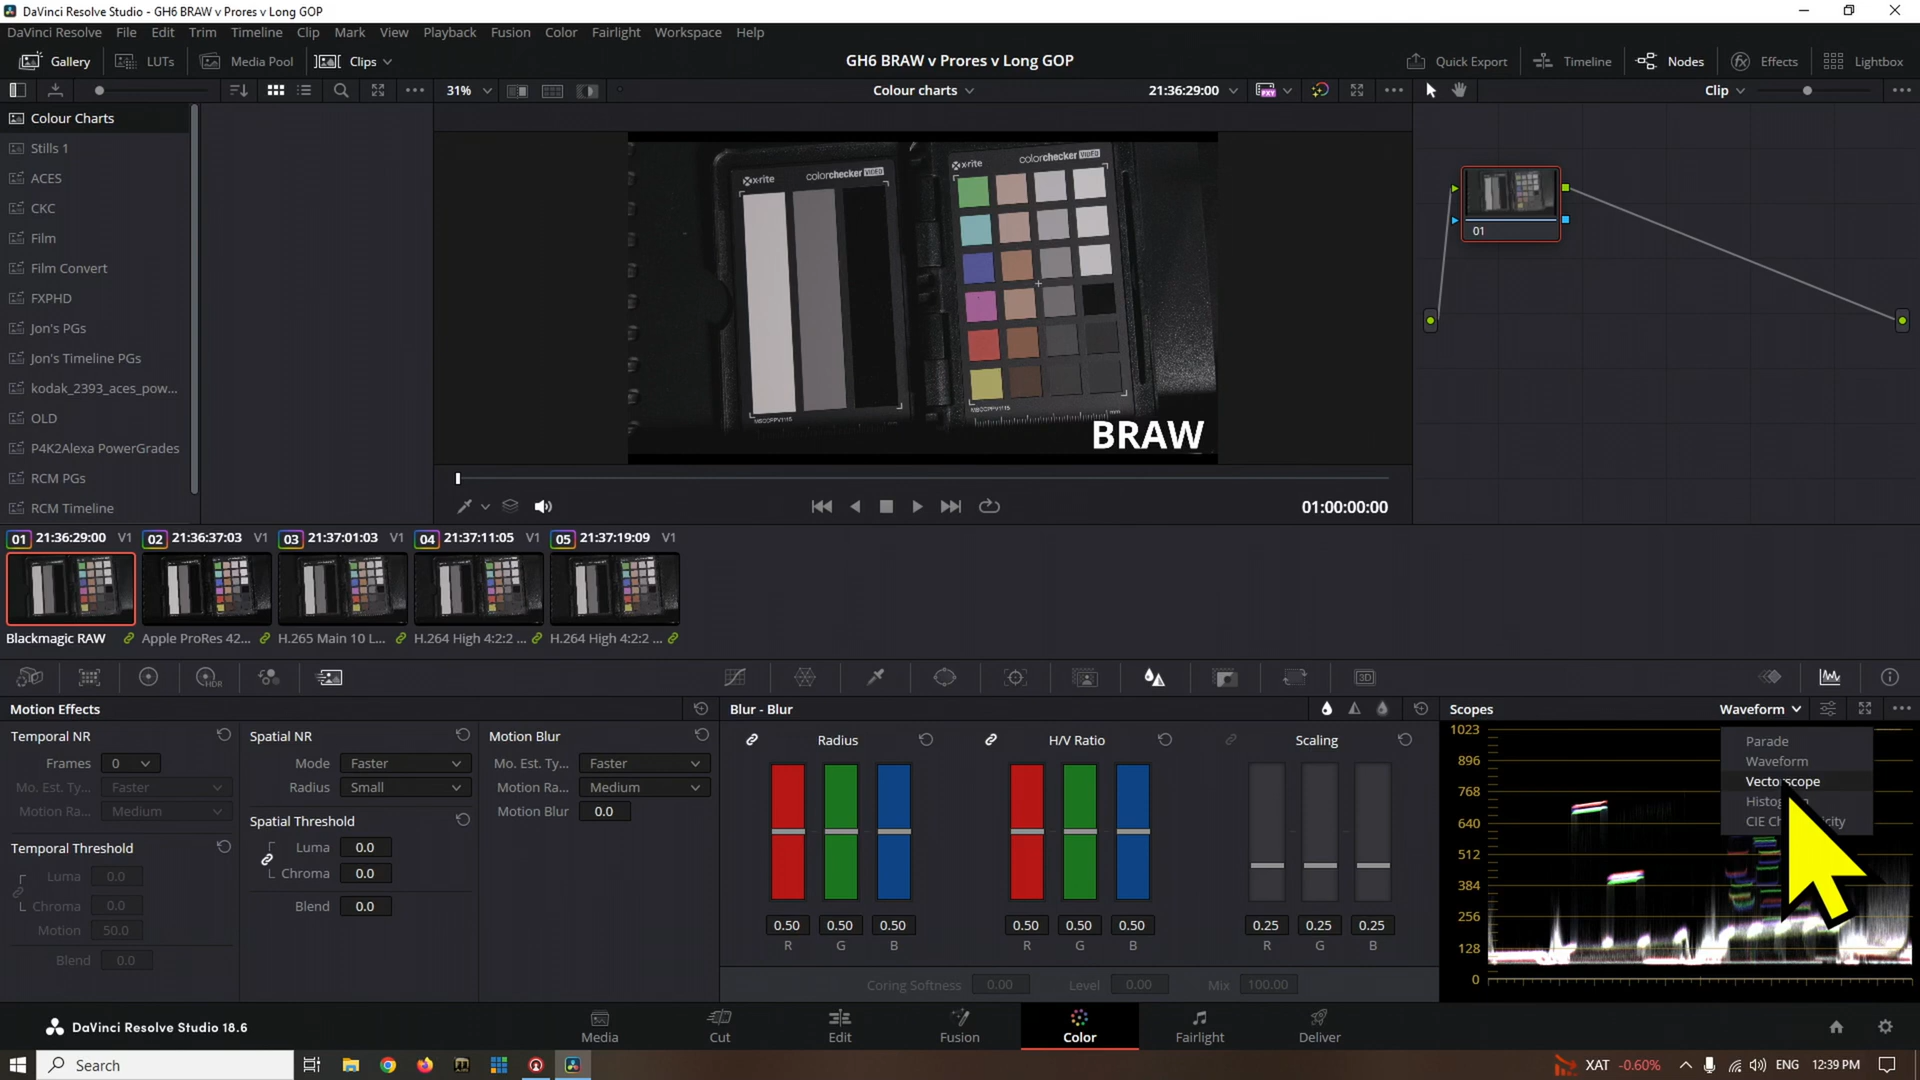 DaVinci Resolve Studio - GH6 BRAW v Prores v Long GOP
DaVinci Resolve File Edit Trim Timeline Clip Mark View Playback Fusion Color Fairlight Workspace Help
Gallery LUTs Media Pool Clips GH6 BRAW v Prores v Long GOP Quick Export Timeline Nodes Effects Lightbox
31% Colour charts 21:36:29:00 Clip
Colour Charts
Stills 1
ACES
CKC
Film
Film Convert
FXPHD
Jon's PGs
Jon's Timeline PGs
kodak_2393_aces_pow...
OLD
P4K2Alexa PowerGrades
RCM PGs
RCM Timeline
x-rite colorchecker VIDEO
x-rite colorchecker VIDEO
BRAW
01
01:00:00:00
01 21:36:29:00 V1 02 21:36:37:03 V1 03 21:37:01:03 V1 04 21:37:11:05 V1 05 21:37:19:09 V1
Blackmagic RAW Apple ProRes 42... H.265 Main 10 L... H.264 High 4:2:2 ... H.264 High 4:2:2 ...
HDR 3D
Motion Effects
Temporal NR
Frames 0
Mo. Est. Ty... Faster
Motion Ra... Medium
Temporal Threshold
Luma 0.0
Chroma 0.0
Motion 50.0
Blend 0.0
Spatial NR
Mode Faster
Radius Small
Spatial Threshold
Luma 0.0
Chroma 0.0
Blend 0.0
Motion Blur
Mo. Est. Ty... Faster
Motion Ra... Medium
Motion Blur 0.0
Blur - Blur
Radius H/V Ratio Scaling
0.50 0.50 0.50 0.50 0.50 0.50 0.25 0.25 0.25
R G B R G B R G B
Coring Softness 0.00 Level 0.00 Mix 100.00
Scopes Waveform
1023
896
768
640
512
384
256
128
0
Parade
Waveform
Vectorscope
DaVinci Resolve Studio 18.6
Media Cut Edit Fusion Color Fairlight Deliver
Search XAT -0.60% ENG 12:39 PM